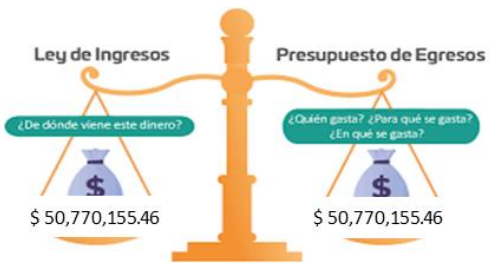 Ley de Ingresos
Presupuesto de Egresos
¿De dónde viene este dinero?
¿Quién gasta? ¿Para qué se gasta?
¿En qué se gasta?
$
$
$ 50,770,155.46
$ 50,770,155.46